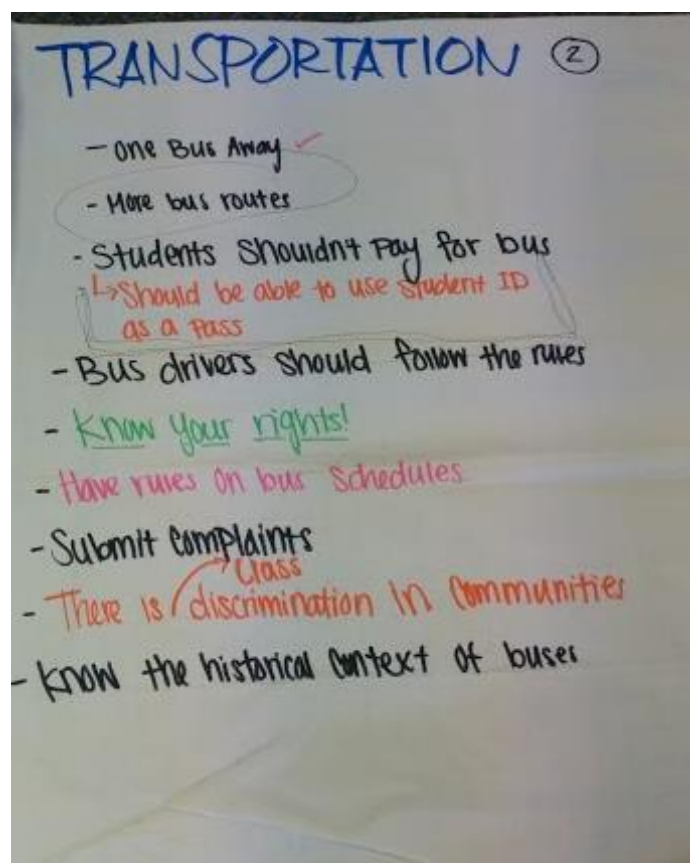 TRANSPORTATION 2
- One Bus Away
- More bus routes
- Students shouldnt pay for bus
↳ Should be able to use student ID
as a pass
- Bus drivers should follow the rules
- Know your rights!
- Have rules on bus schedules
- Submit complaints
class
- There is discrimination in communities
- Know the historical context of buses